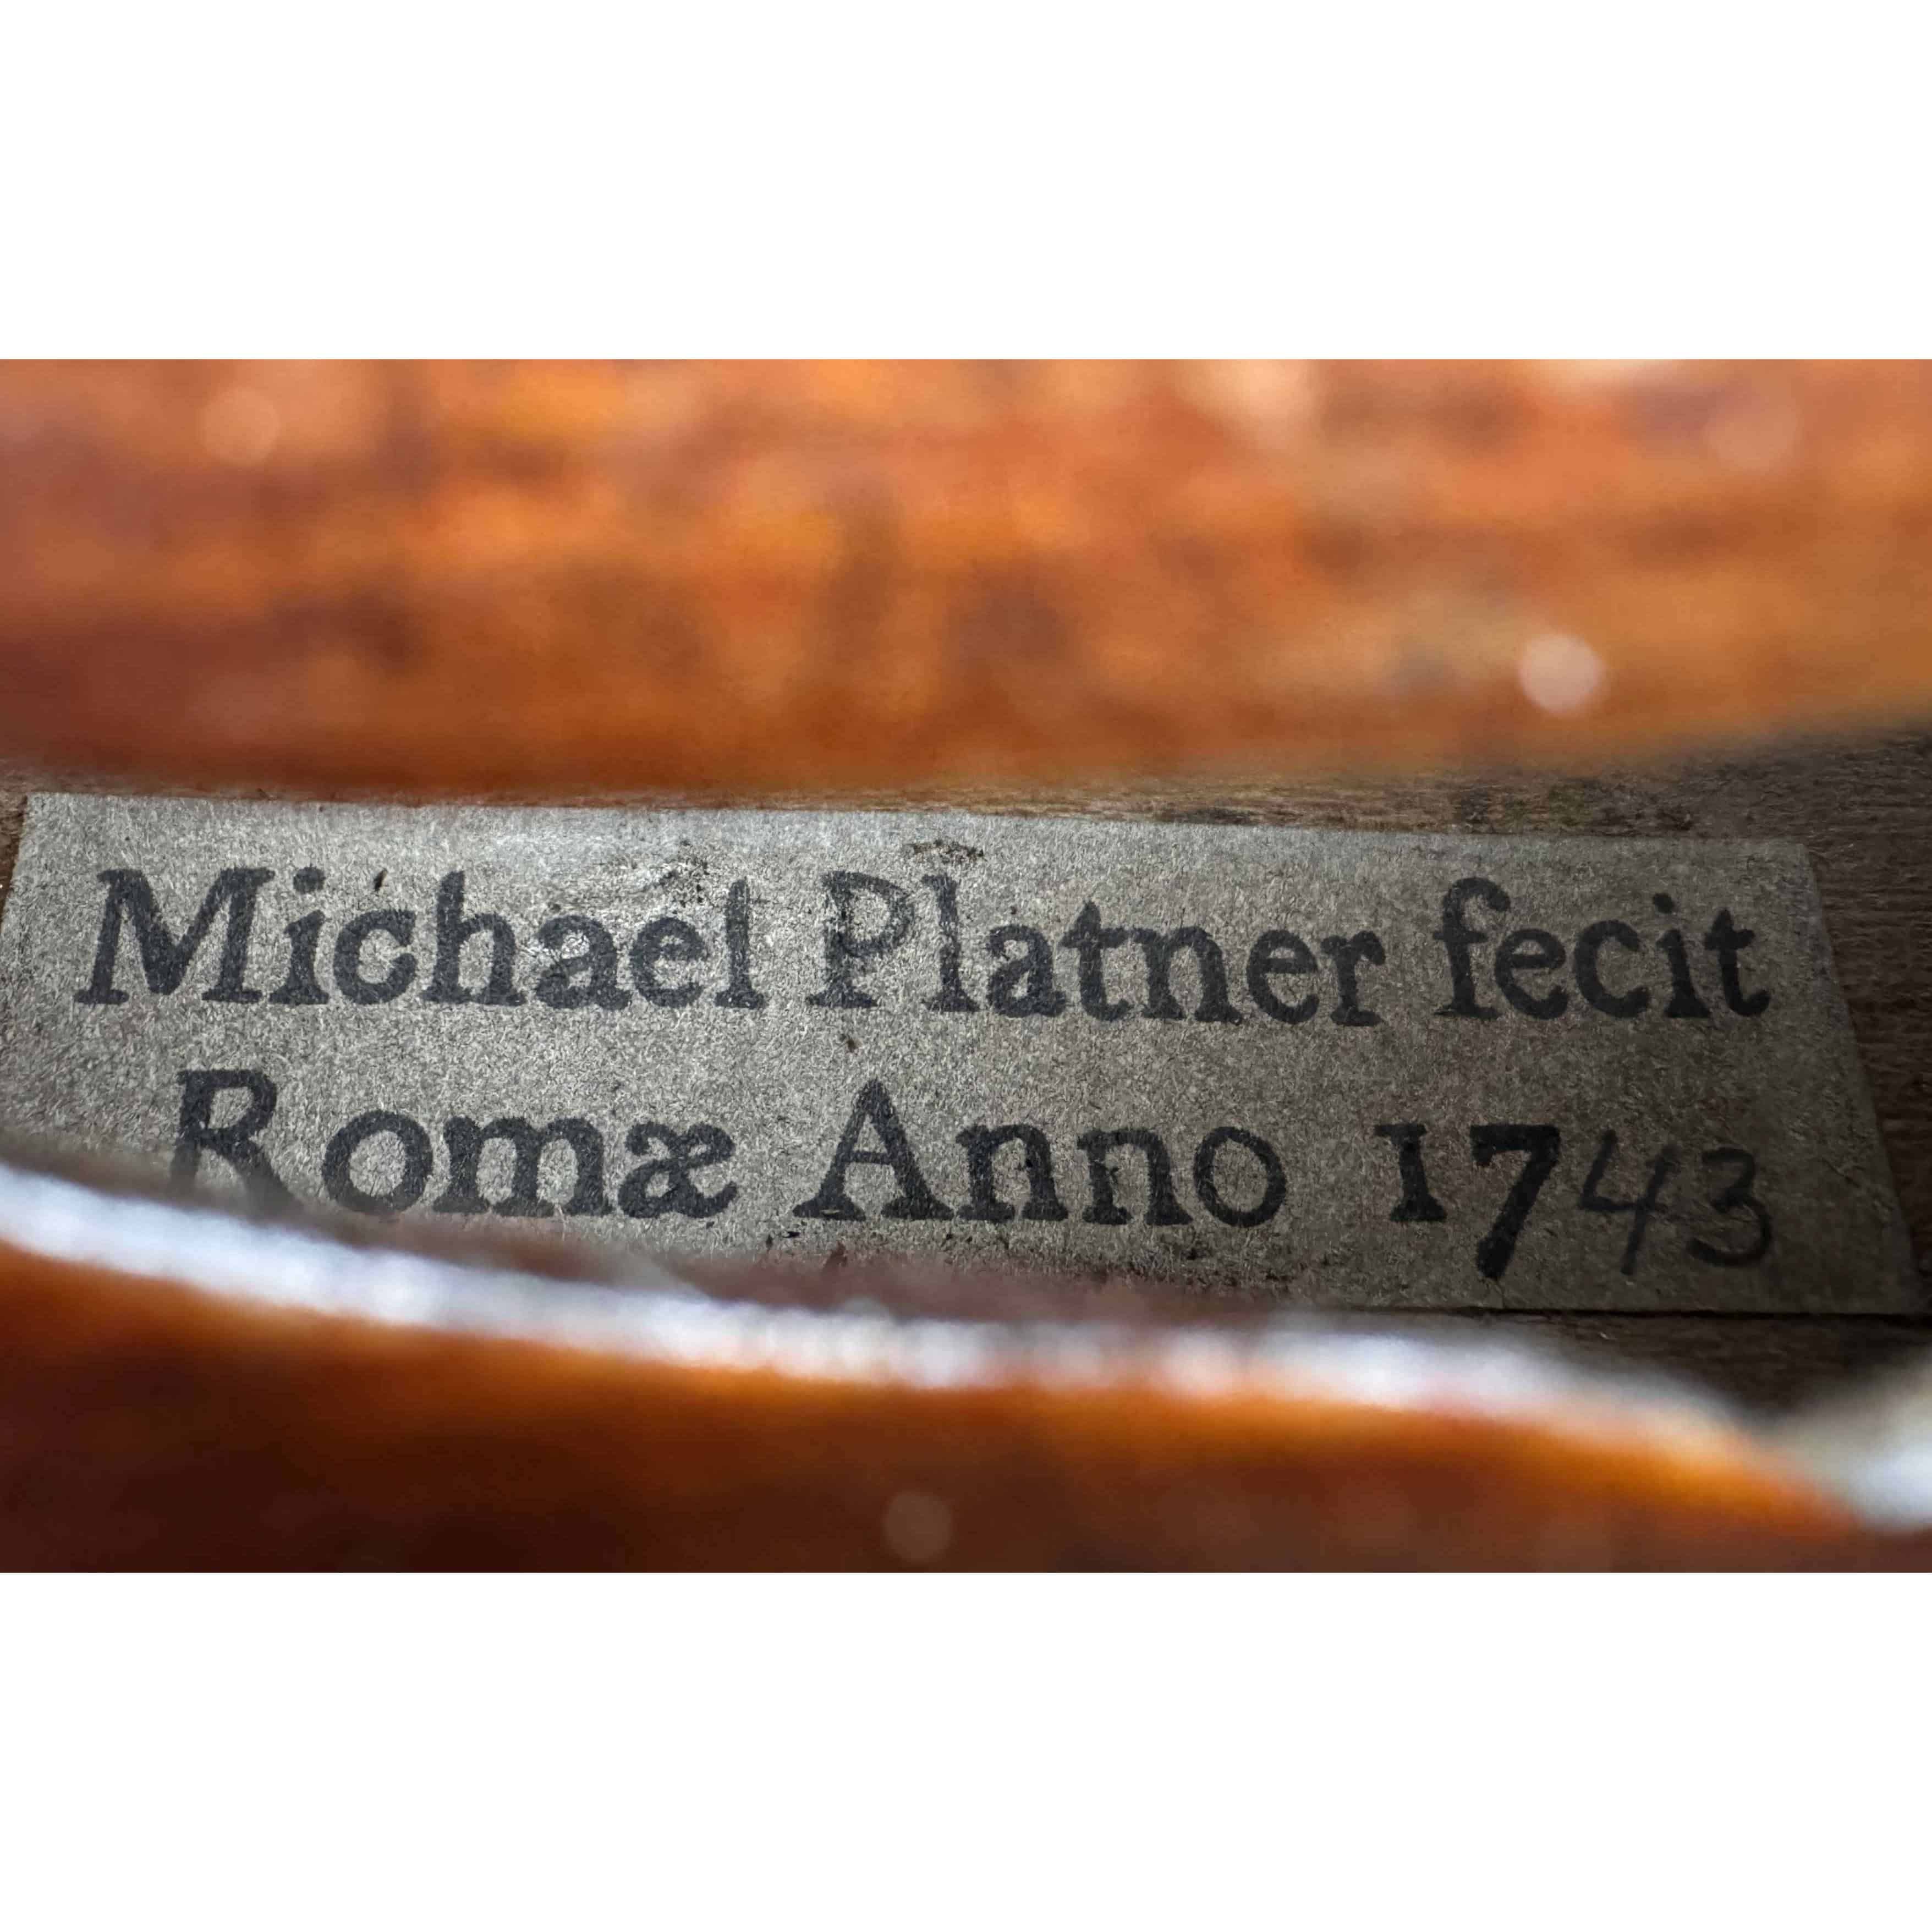 Michael Platner fecit
Romæ Anno 1743